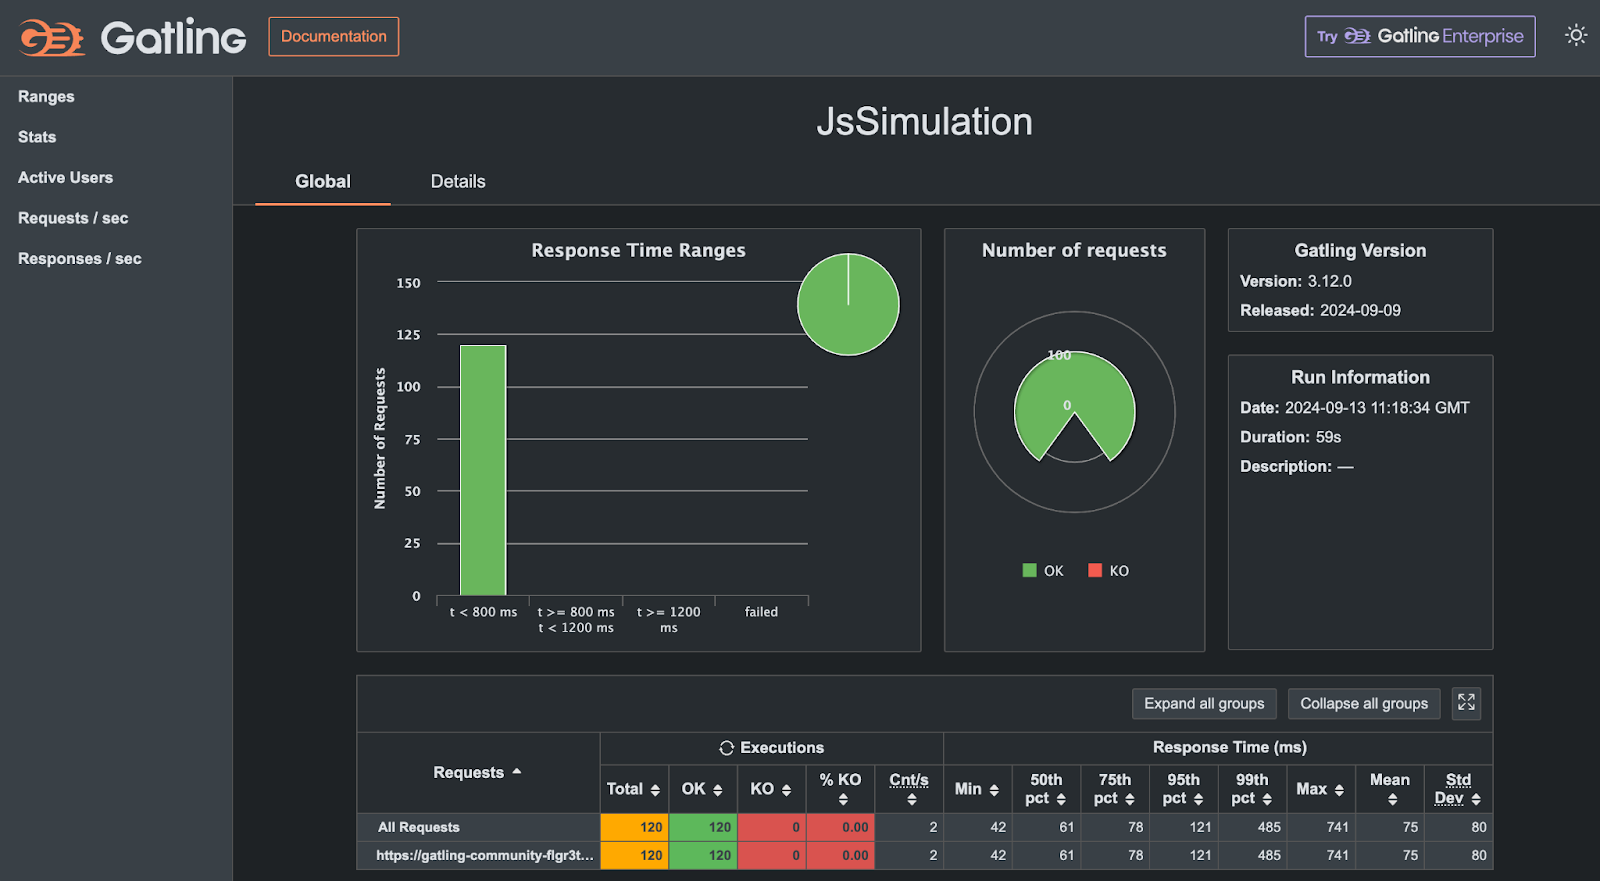 Gatling
Documentation
Try Gatling Enterprise
Ranges
Stats
Active Users
Requests / sec
Responses / sec
JsSimulation
Global
Details
Response Time Ranges
Number of Requests
150
125
100
75
50
25
0
t < 800 ms
t >= 800 ms
t < 1200 ms
t >= 1200
ms
failed
Number of requests
100
0
OK
KO
Gatling Version
Version: 3.12.0
Released: 2024-09-09
Run Information
Date: 2024-09-13 11:18:34 GMT
Duration: 59s
Description: —
Expand all groups
Collapse all groups
Requests
Executions
Response Time (ms)
Total OK KO % KO Cnt/s Min 50th pct 75th pct 95th pct 99th pct Max Mean Std Dev
All Requests 120 120 0 0.00 2 42 61 78 121 485 741 75 80
https://gatling-community-flgr3t... 120 120 0 0.00 2 42 61 78 121 485 741 75 80